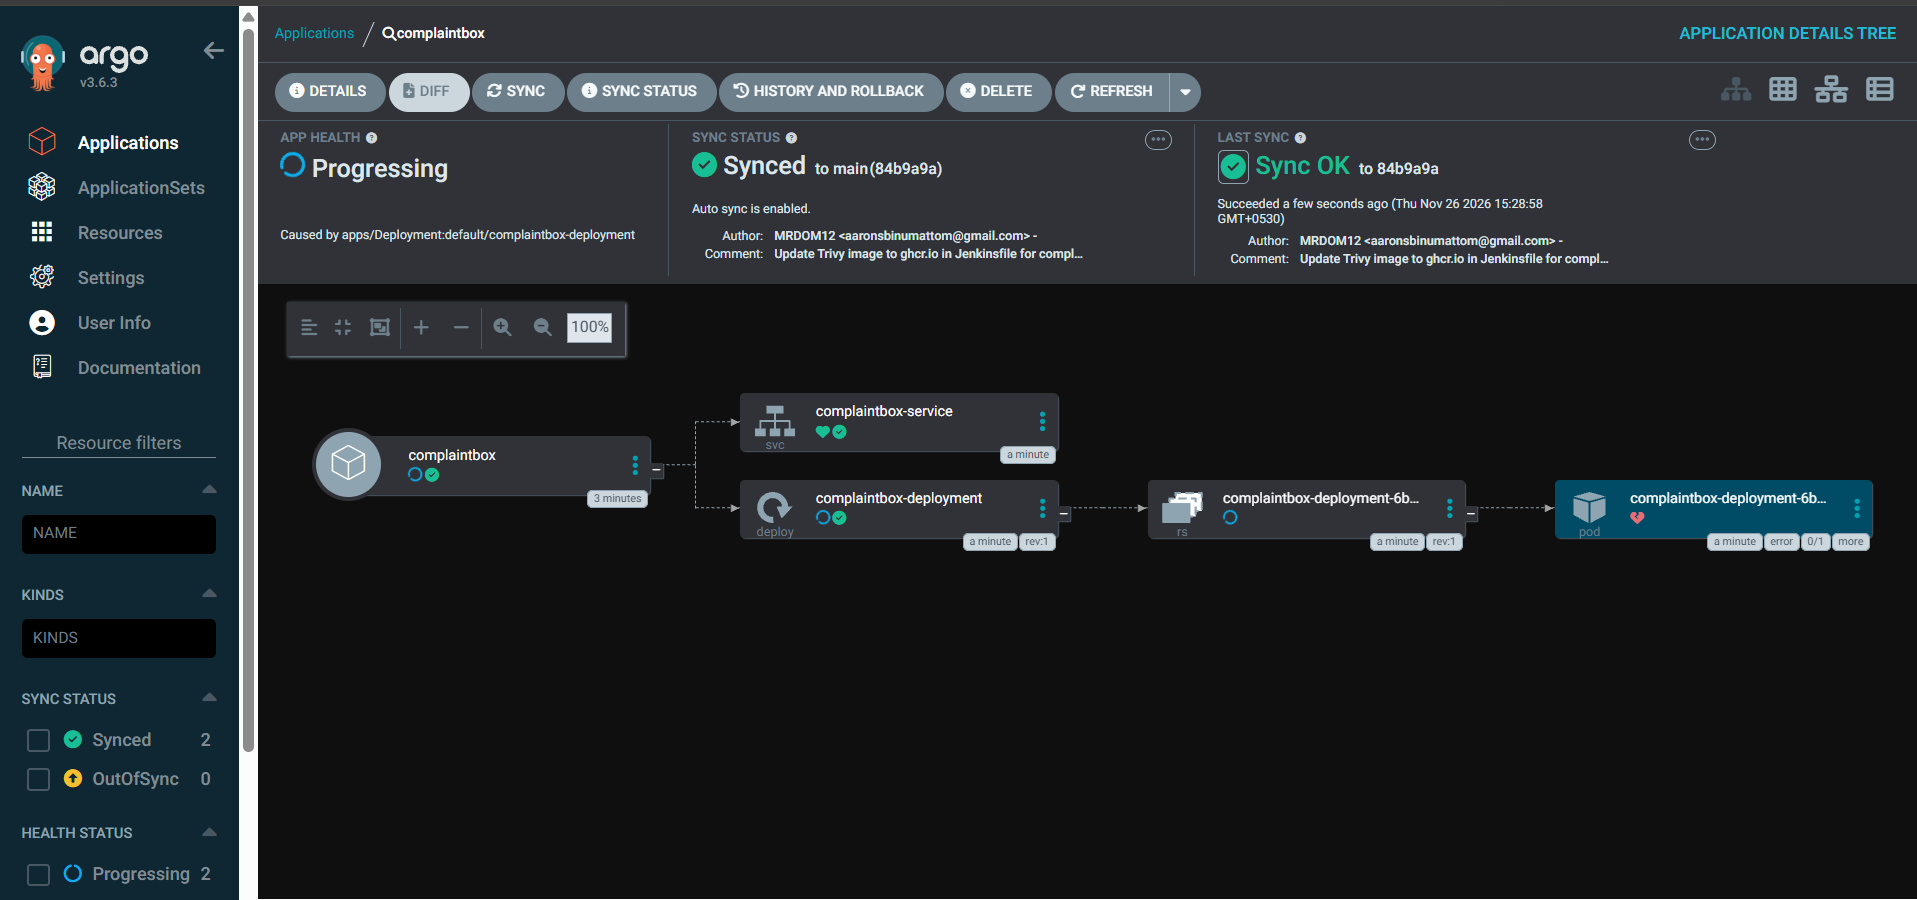 argo
v3.6.3
Applications
ApplicationSets
Resources
Settings
User Info
Documentation
Resource filters
NAME
NAME
KINDS
KINDS
SYNC STATUS
Synced 2
OutOfSync 0
HEALTH STATUS
Progressing 2
Applications / complaintbox
APPLICATION DETAILS TREE
DETAILS DIFF SYNC SYNC STATUS HISTORY AND ROLLBACK DELETE REFRESH
APP HEALTH
Progressing
Caused by apps/Deployment:default/complaintbox-deployment
SYNC STATUS
Synced to main (84b9a9a)
Auto sync is enabled.
Author: MRDOM12 <aaronsbinumattom@gmail.com> -
Comment: Update Trivy image to ghcr.io in Jenkinsfile for compl...
LAST SYNC
Sync OK to 84b9a9a
Succeeded a few seconds ago (Thu Nov 26 2026 15:28:58
GMT+0530)
Author: MRDOM12 <aaronsbinumattom@gmail.com> -
Comment: Update Trivy image to ghcr.io in Jenkinsfile for compl...
100%
complaintbox
3 minutes
complaintbox-service
svc
a minute
complaintbox-deployment
deploy
a minute rev:1
complaintbox-deployment-6b...
rs
a minute rev:1
complaintbox-deployment-6b...
pod
a minute error 0/1 more